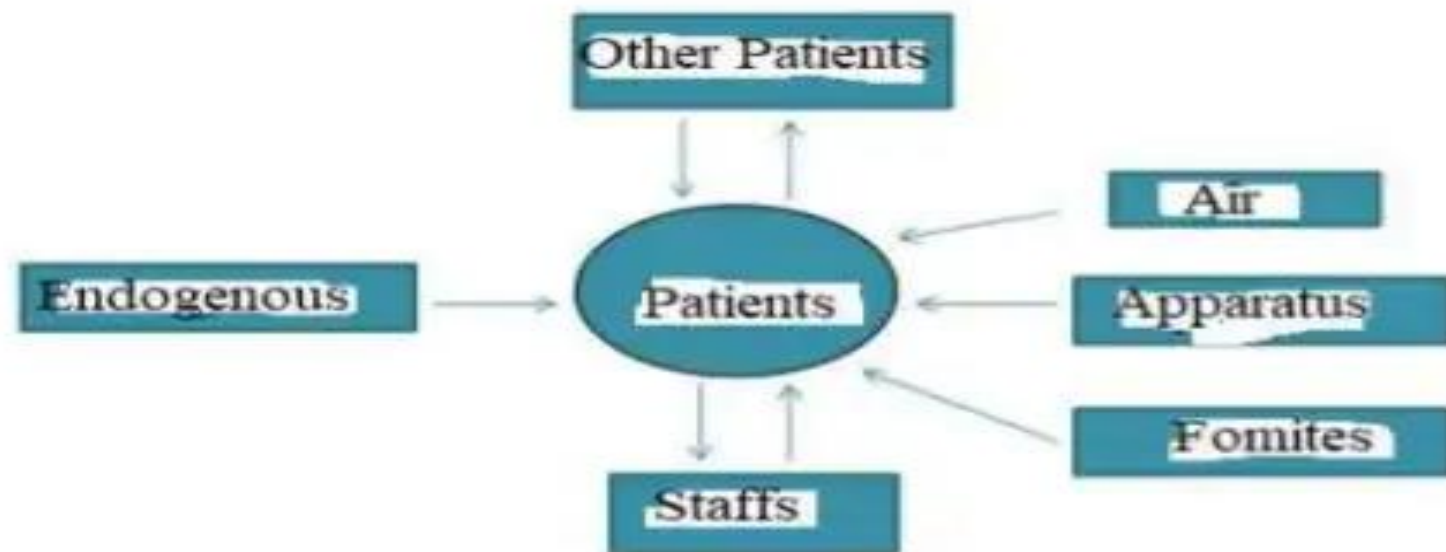 Other Patients
Air
Endogenous
Patients
Apparatus
Fomites
Staffs